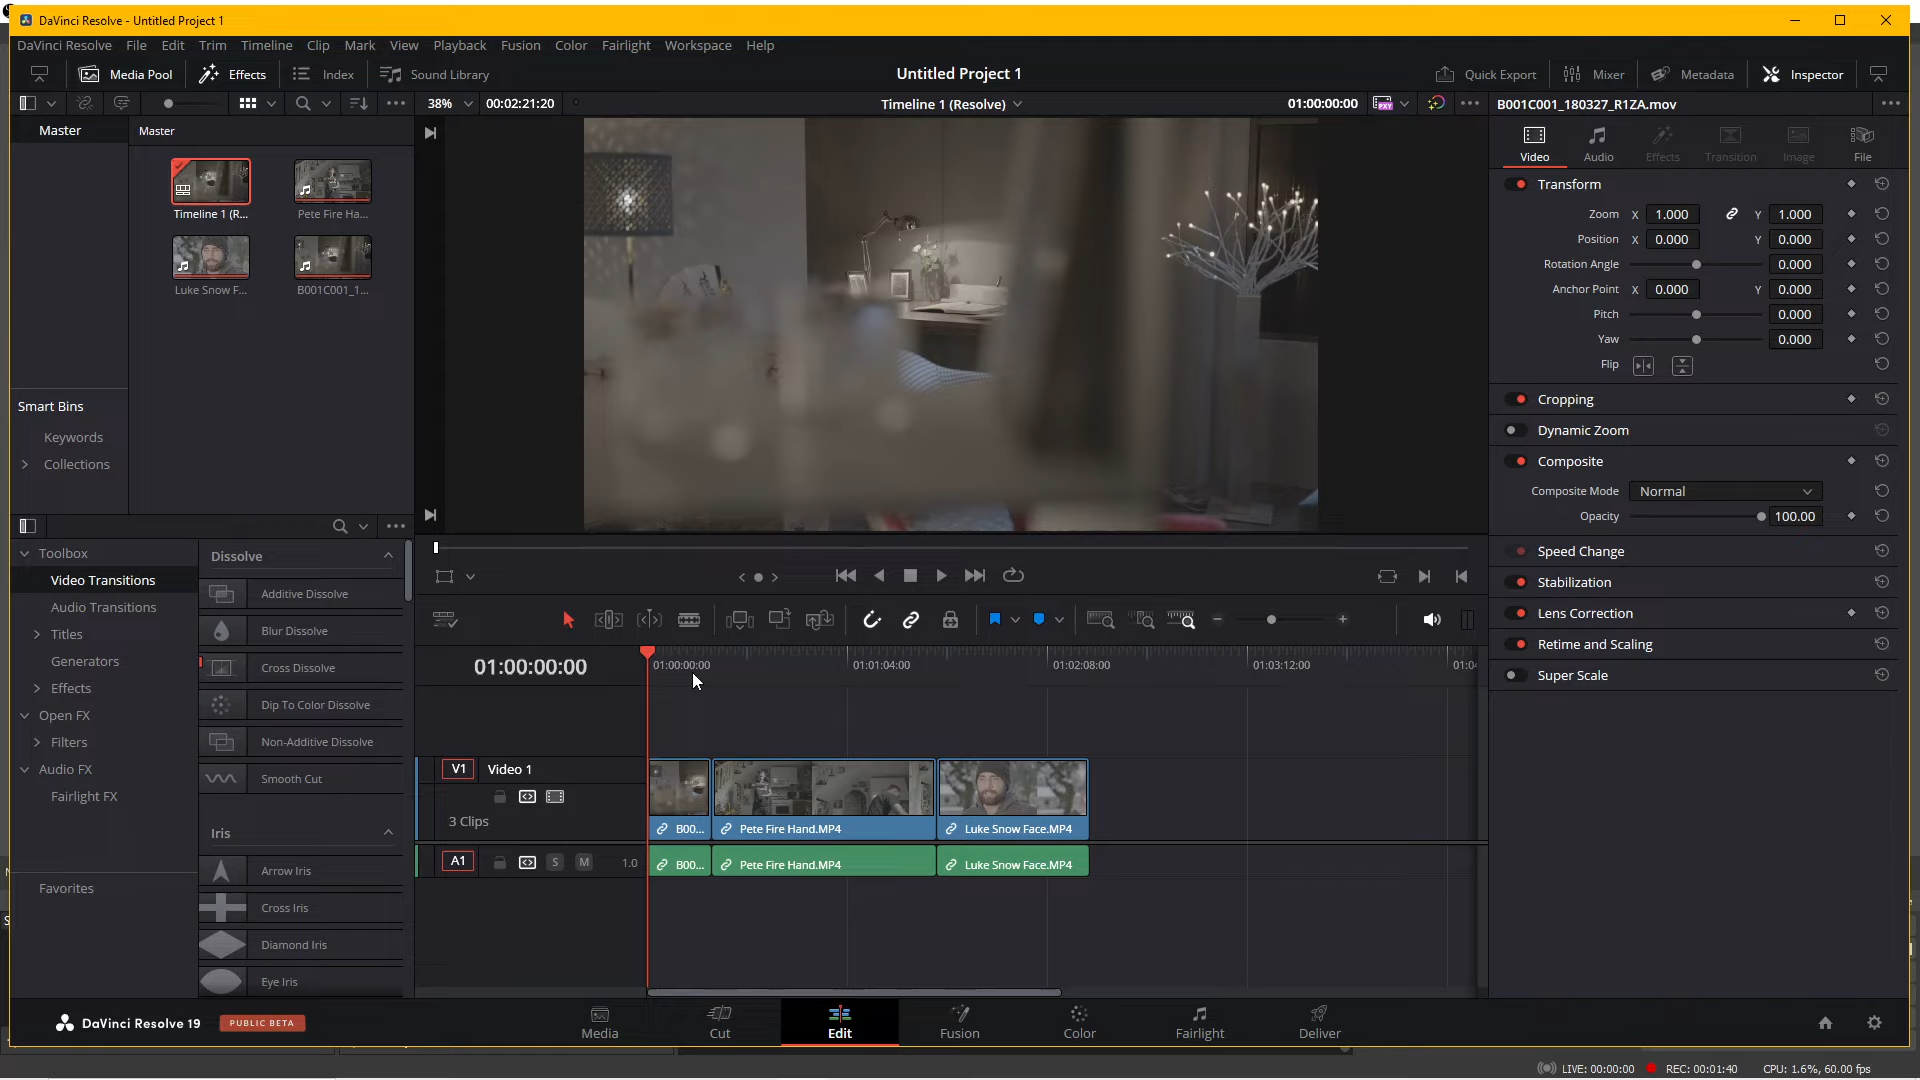 DaVinci Resolve - Untitled Project 1
DaVinci Resolve File Edit Trim Timeline Clip Mark View Playback Fusion Color Fairlight Workspace Help
Media Pool Effects Index Sound Library Untitled Project 1 Quick Export Mixer Metadata Inspector
38% 00:02:21:20 Timeline 1 (Resolve) 01:00:00:00 B001C001_180327_R1ZA.mov
Master Master
Timeline 1 (R... Pete Fire Ha...
Luke Snow F... B001C001_1...
Smart Bins
Keywords
Collections
Video Audio Effects Transition Image File
Transform
Zoom X 1.000 Y 1.000
Position X 0.000 Y 0.000
Rotation Angle 0.000
Anchor Point X 0.000 Y 0.000
Pitch 0.000
Yaw 0.000
Flip
Cropping
Dynamic Zoom
Composite
Composite Mode Normal
Opacity 100.00
Speed Change
Stabilization
Lens Correction
Retime and Scaling
Super Scale
Toolbox
Video Transitions
Audio Transitions
Titles
Generators
Effects
Open FX
Filters
Audio FX
Fairlight FX
Favorites
Dissolve
Additive Dissolve
Blur Dissolve
Cross Dissolve
Dip To Color Dissolve
Non-Additive Dissolve
Smooth Cut
Iris
Arrow Iris
Cross Iris
Diamond Iris
Eye Iris
01:00:00:00 01:00:00:00 01:01:04:00 01:02:08:00 01:03:12:00 01:04
V1 Video 1
3 Clips
B00... Pete Fire Hand.MP4 Luke Snow Face.MP4
A1 S M 1.0 B00... Pete Fire Hand.MP4 Luke Snow Face.MP4
DaVinci Resolve 19 PUBLIC BETA Media Cut Edit Fusion Color Fairlight Deliver
LIVE: 00:00:00 REC: 00:01:40 CPU: 1.6%, 60.00 fps